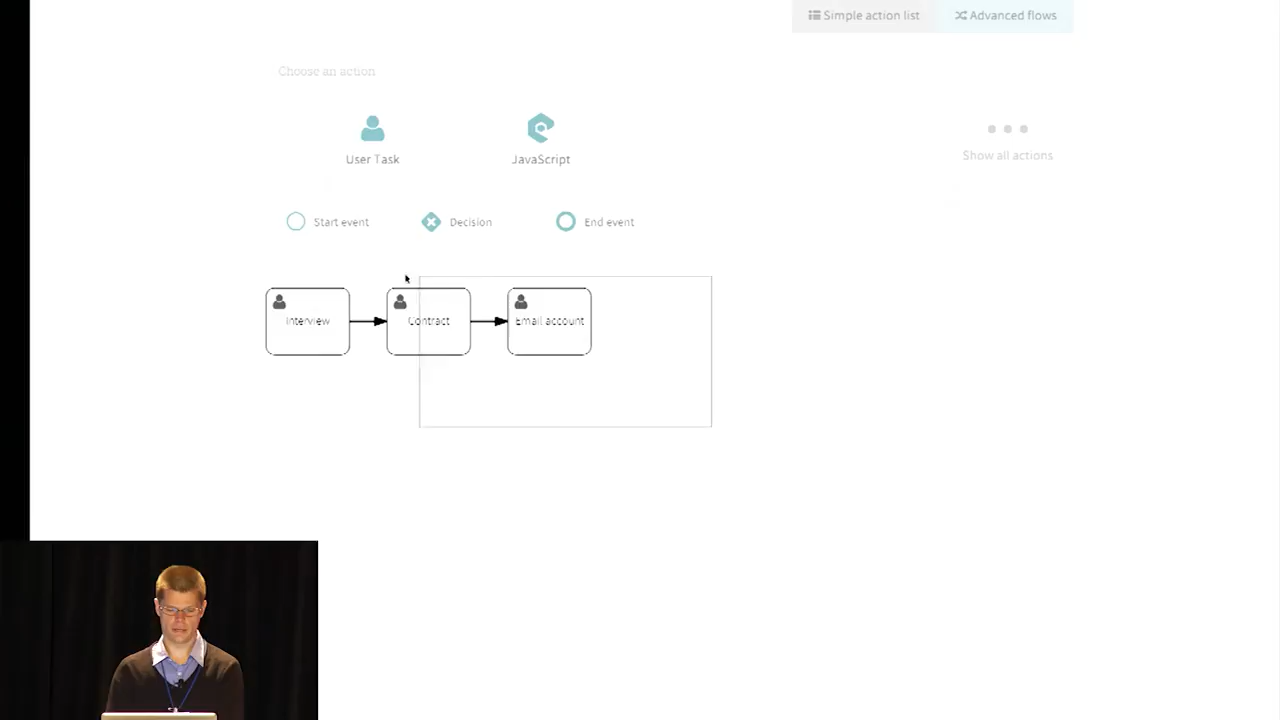 Simple action list
Advanced flows
Choose an action
User Task
JavaScript
Show all actions
Start event
Decision
End event
Interview
Contract
Email account